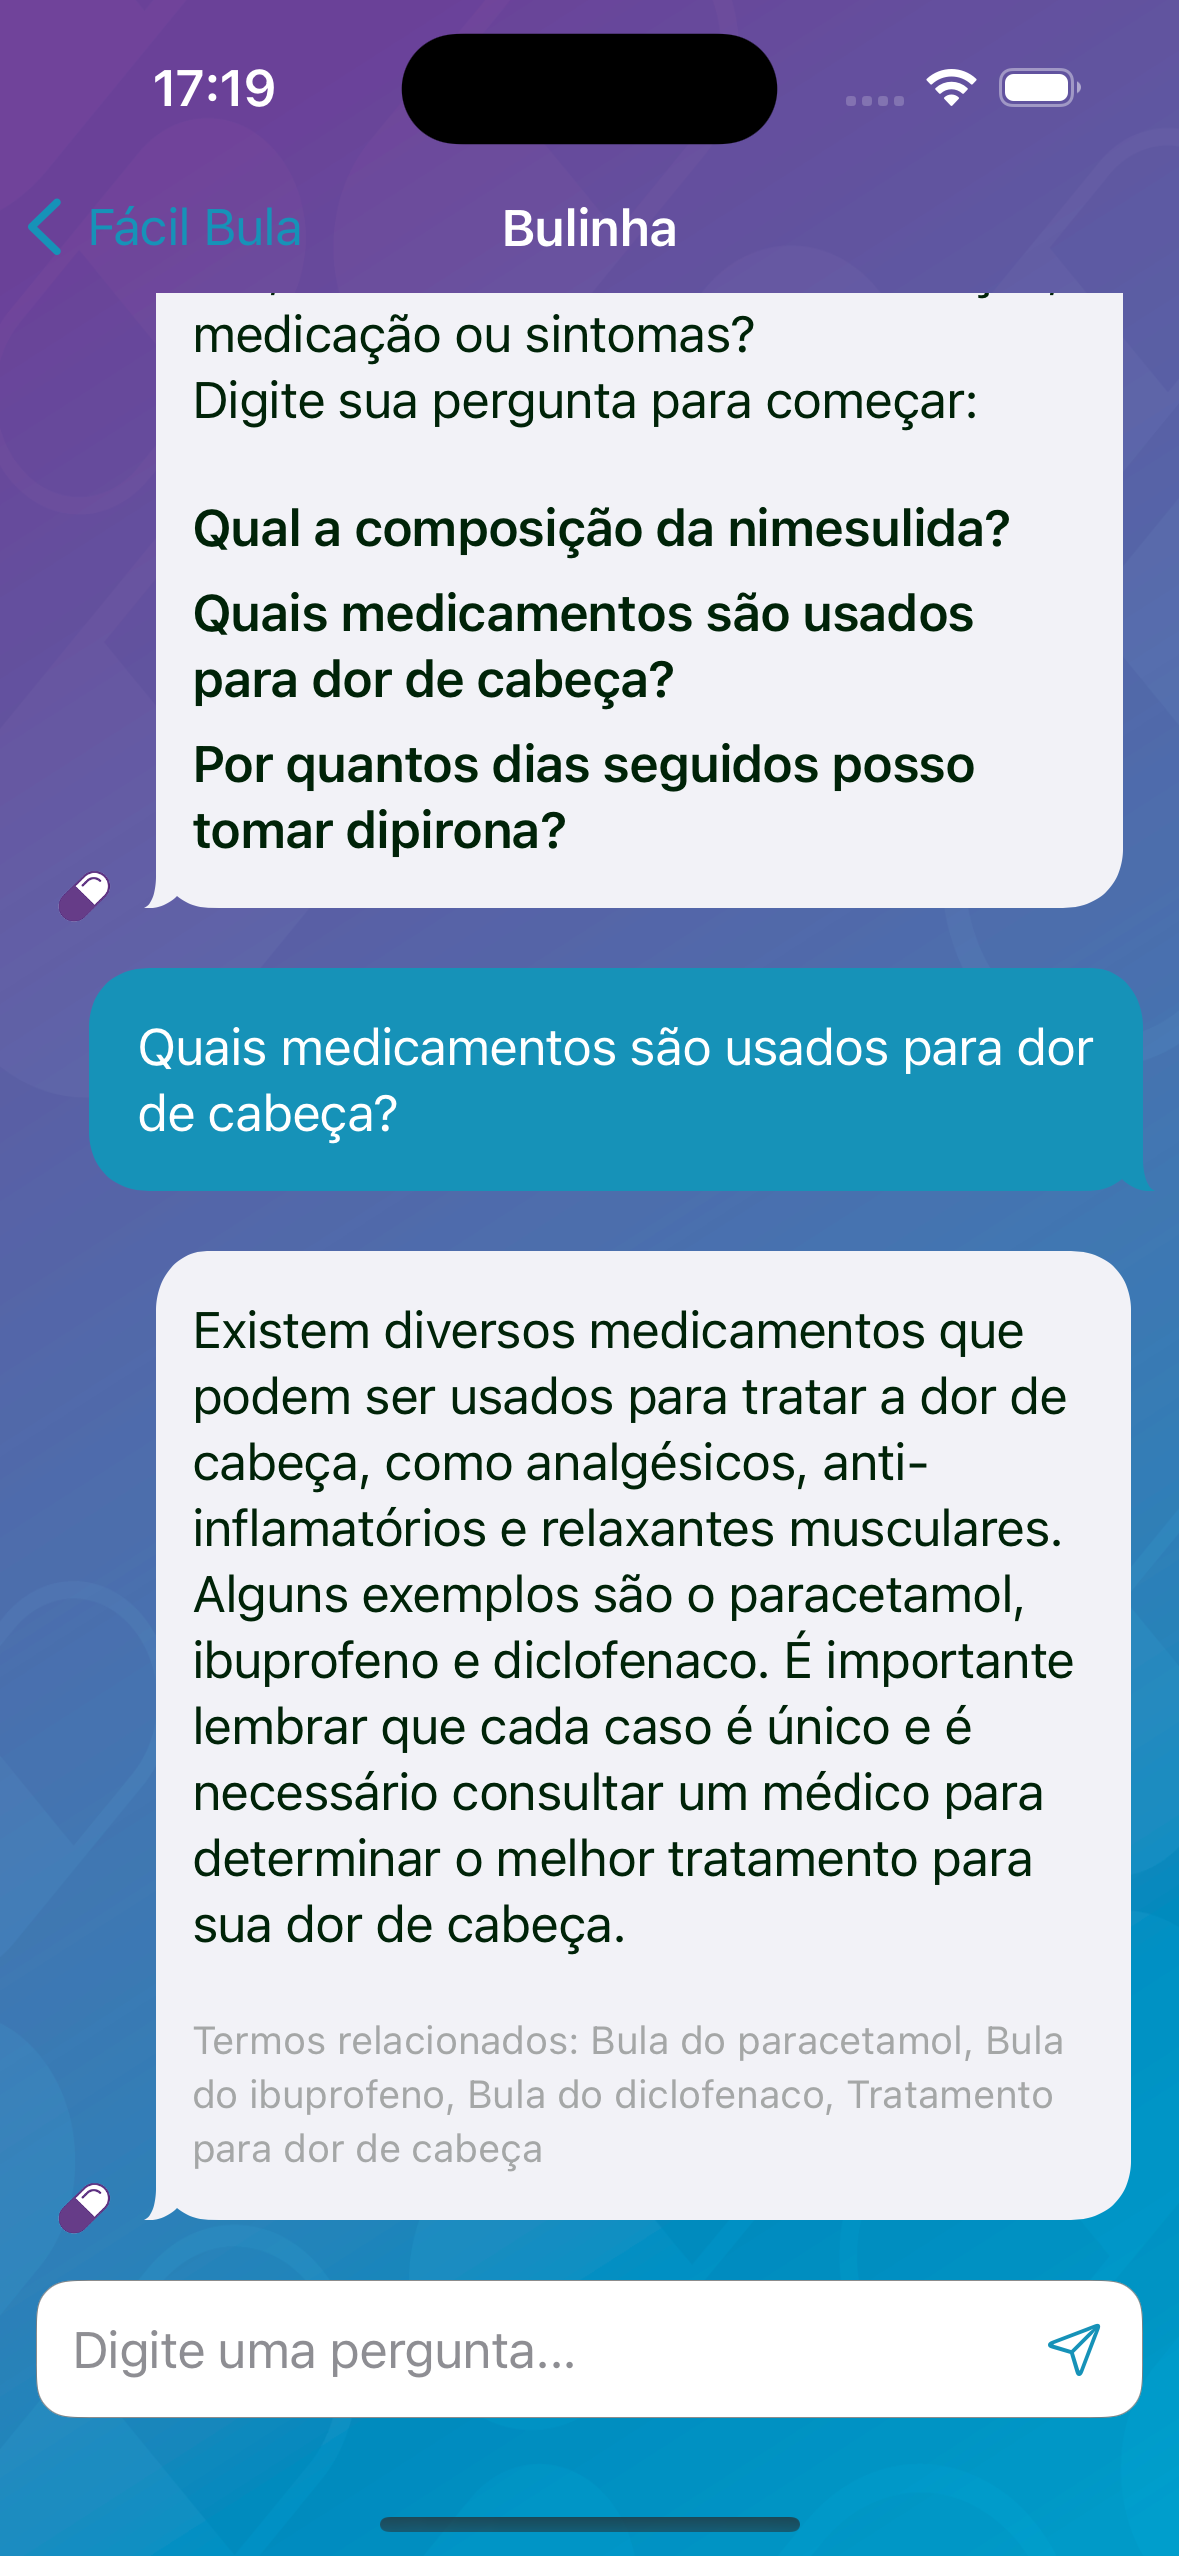 17:19
Fácil Bula
Bulinha
medicação ou sintomas?
Digite sua pergunta para começar:
Qual a composição da nimesulida?
Quais medicamentos são usados
para dor de cabeça?
Por quantos dias seguidos posso
tomar dipirona?
Quais medicamentos são usados para dor
de cabeça?
Existem diversos medicamentos que
podem ser usados para tratar a dor de
cabeça, como analgésicos, anti-
inflamatórios e relaxantes musculares.
Alguns exemplos são o paracetamol,
ibuprofeno e diclofenaco. É importante
lembrar que cada caso é único e é
necessário consultar um médico para
determinar o melhor tratamento para
sua dor de cabeça.
Termos relacionados: Bula do paracetamol, Bula
do ibuprofeno, Bula do diclofenaco, Tratamento
para dor de cabeça
Digite uma pergunta...